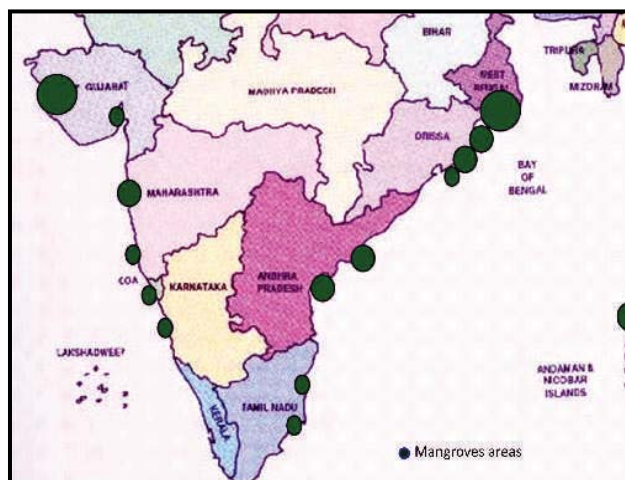 BIHAR
TRIPURA
GUJARAT
WEST
BENGAL
MADHYA PRADESH
MIZORAM
ORISSA
BAY
OF
BENGAL
MAHARASHTRA
GOA
KARNATAKA
ANDHRA
PRADESH
LAKSHADWEEP
ANDAMAN &
NICOBAR
ISLANDS
TAMIL NADU
KERALA
Mangroves areas